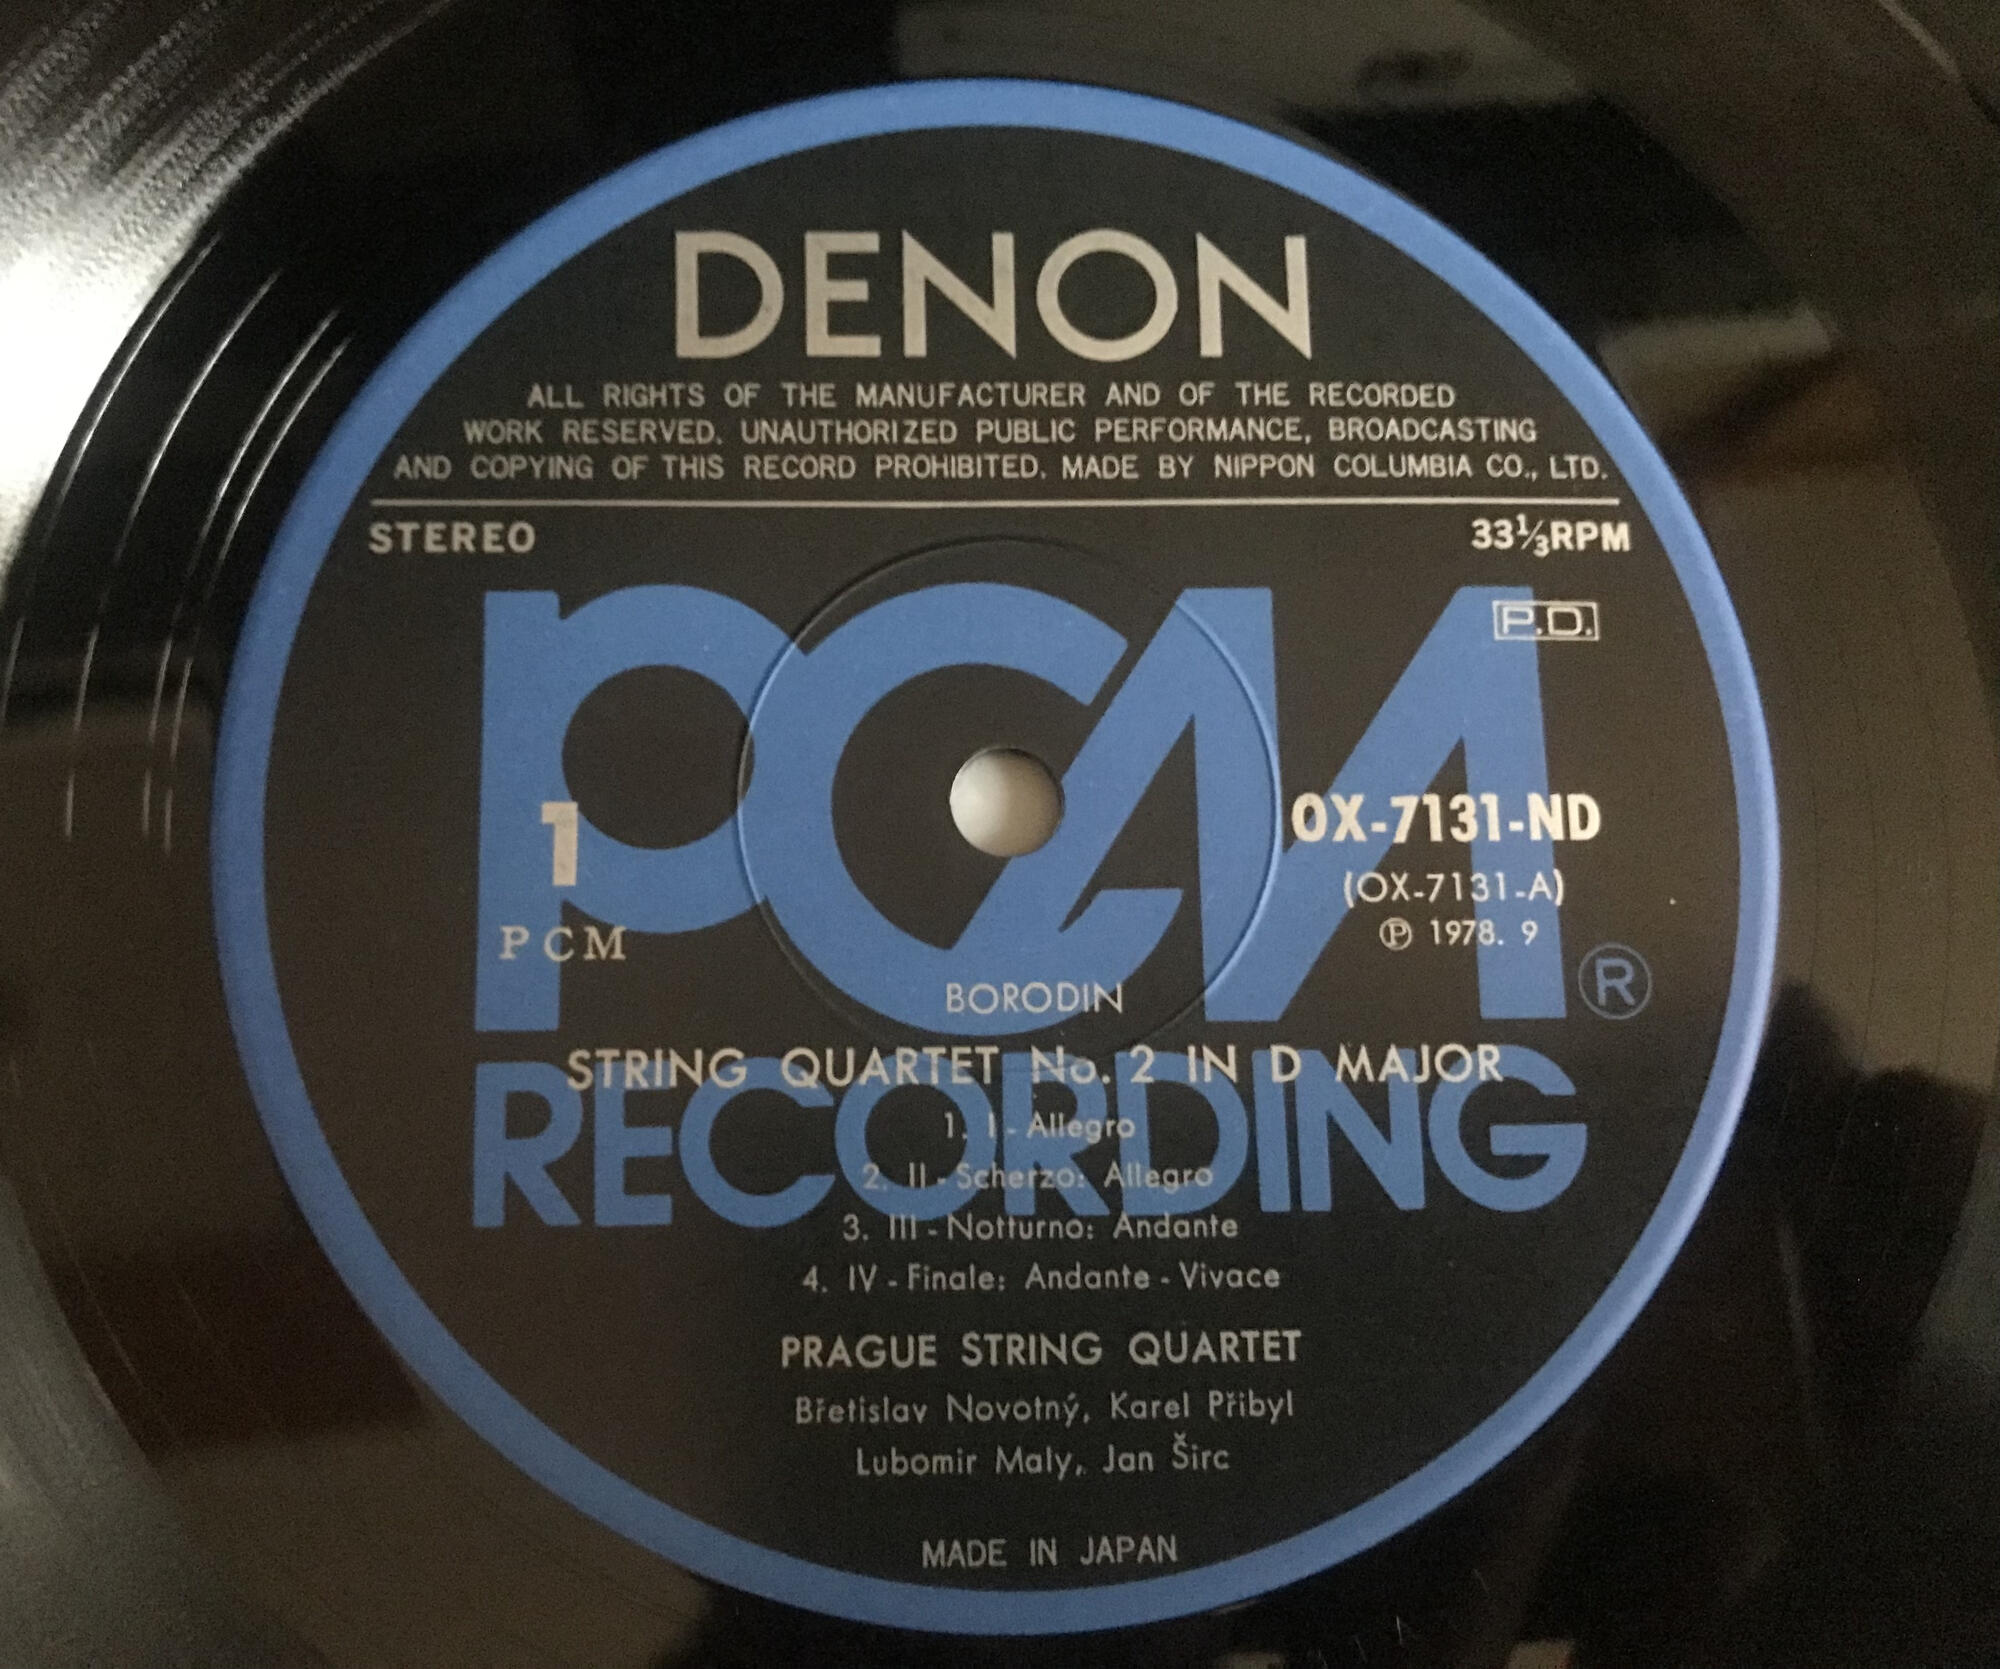 DENON
ALL RIGHTS OF THE MANUFACTURER AND OF THE RECORDED
WORK RESERVED. UNAUTHORIZED PUBLIC PERFORMANCE, BROADCASTING
AND COPYING OF THIS RECORD PROHIBITED. MADE BY NIPPON COLUMBIA CO., LTD.
STEREO
33⅓RPM
P.D.
PCM
RECORDING
®
1
PCM
OX-7131-ND
(OX-7131-A)
℗ 1978. 9
BORODIN
STRING QUARTET No. 2 IN D MAJOR
1. I - Allegro
2. II - Scherzo: Allegro
3. III - Notturno: Andante
4. IV - Finale: Andante - Vivace
PRAGUE STRING QUARTET
Břetislav Novotný, Karel Přibyl
Lubomir Maly, Jan Širc
MADE IN JAPAN